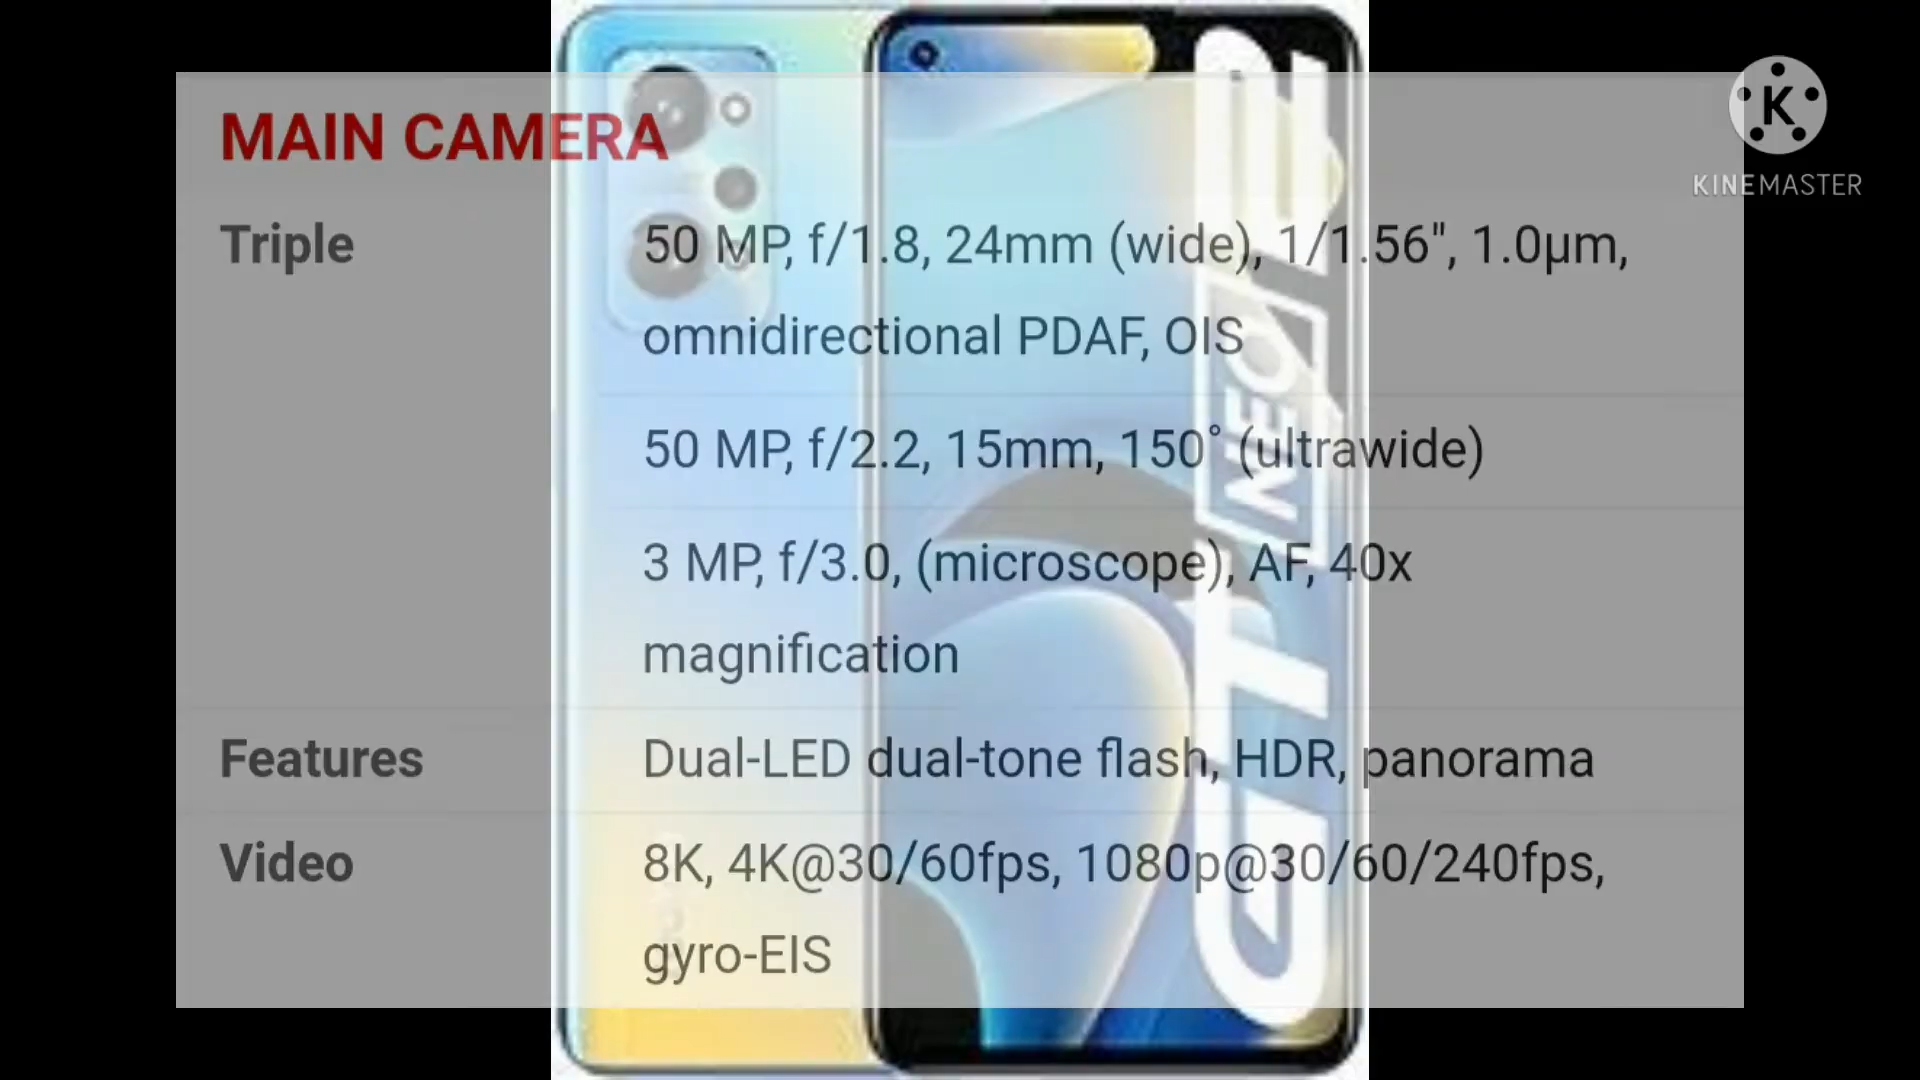 MAIN CAMERA
Triple
50 MP, f/1.8, 24mm (wide), 1/1.56", 1.0µm,
omnidirectional PDAF, OIS
50 MP, f/2.2, 15mm, 150˚ (ultrawide)
3 MP, f/3.0, (microscope), AF, 40x
magnification
Features
Dual-LED dual-tone flash, HDR, panorama
Video
8K, 4K@30/60fps, 1080p@30/60/240fps,
gyro-EIS
GT NEO
K
KINEMASTER